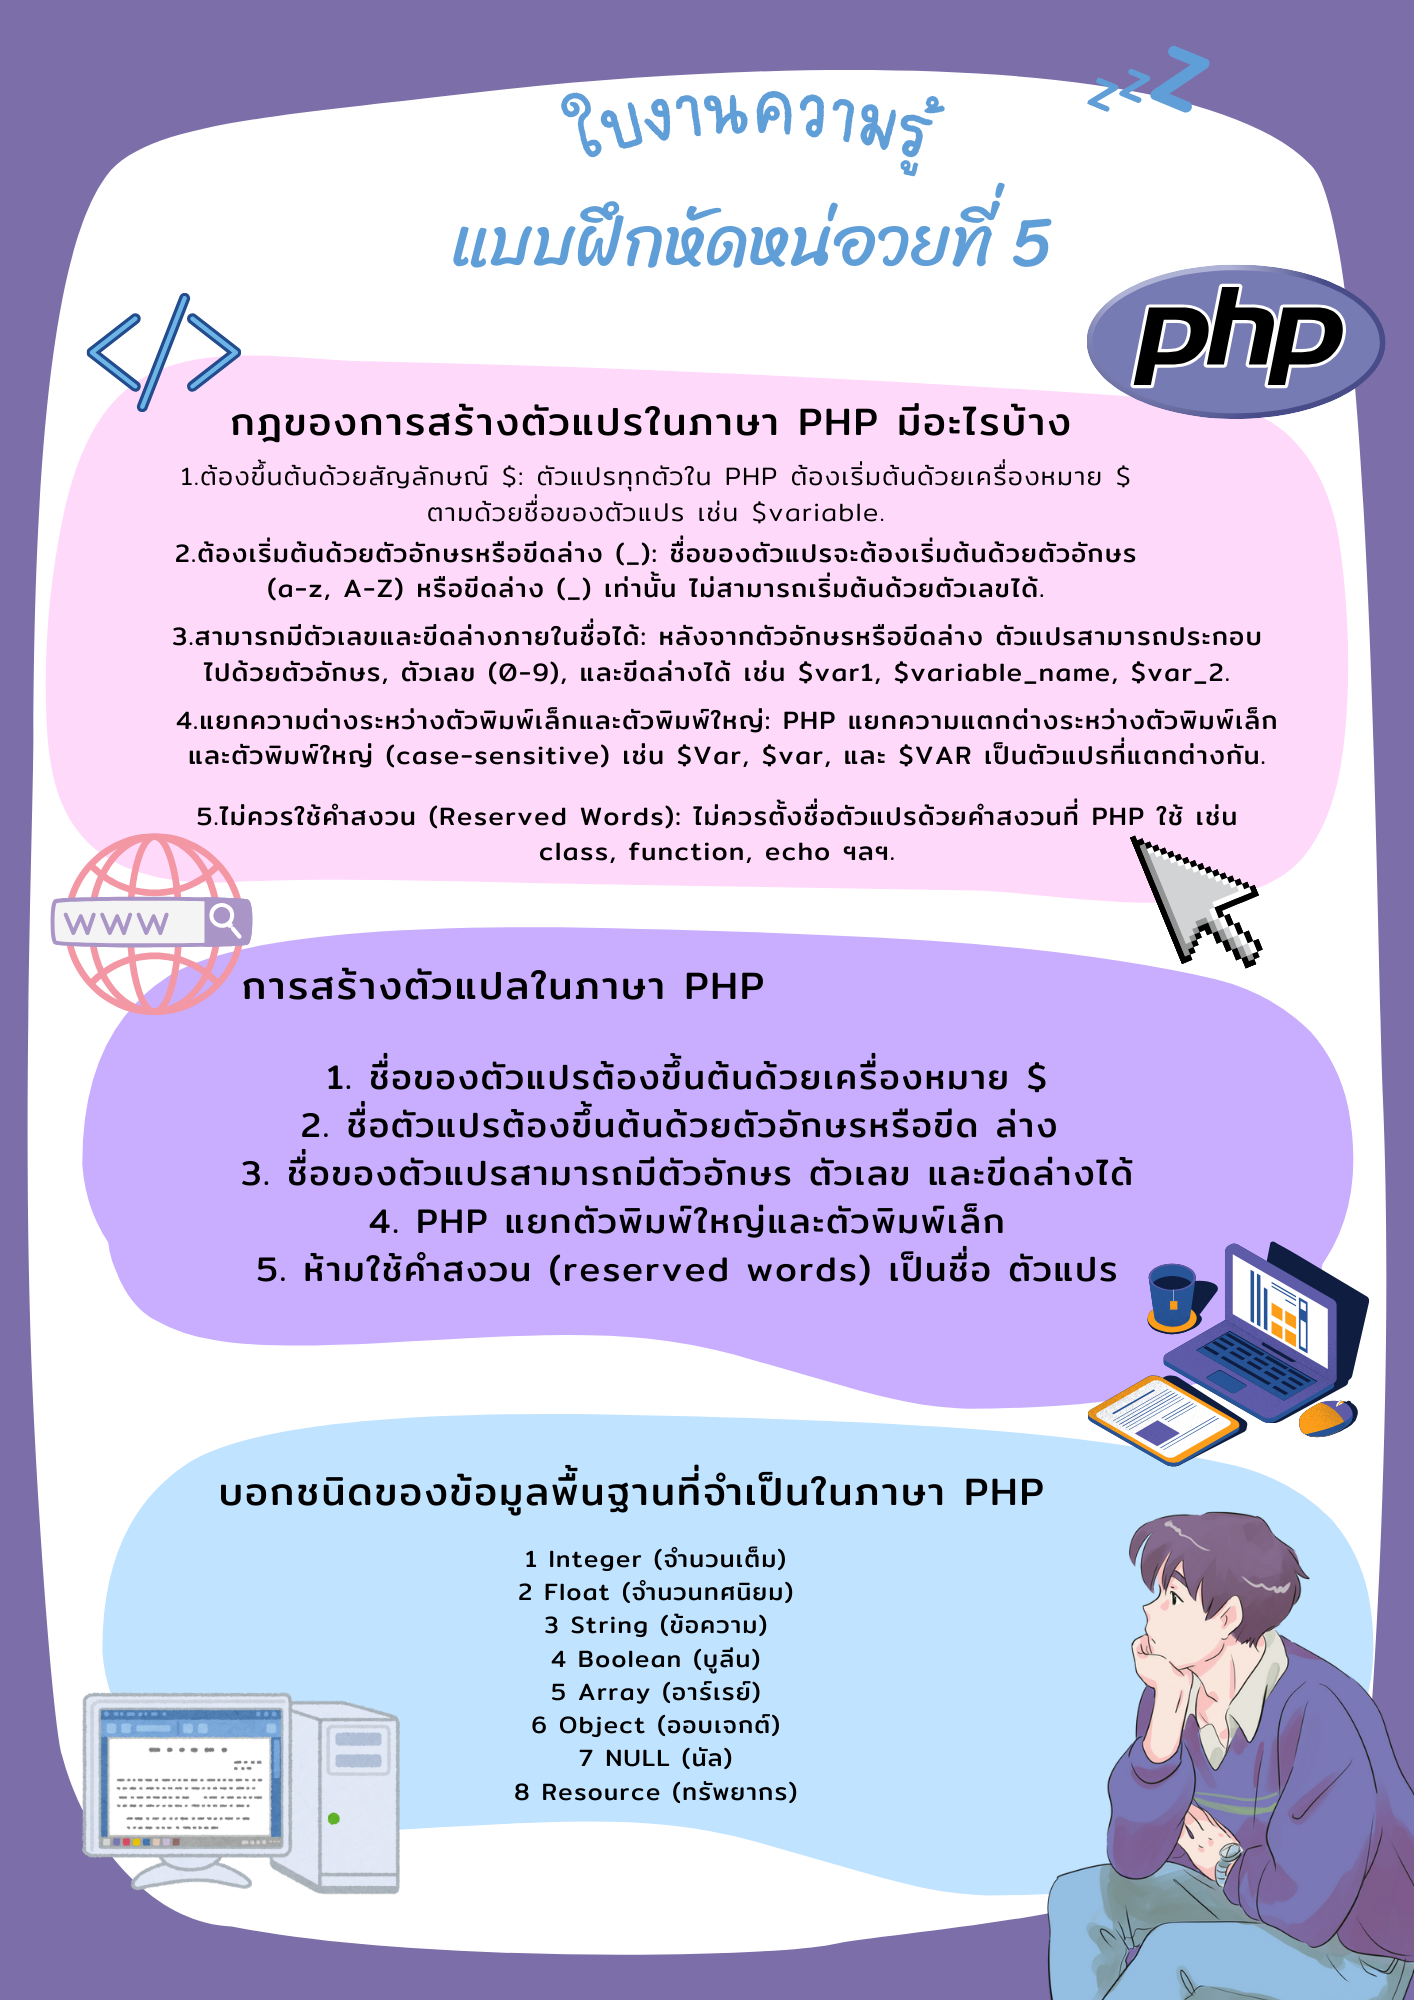 zzz
ใบงานความรู้
แบบฝึกหัดหน่อวยที่ 5
php
กฎของการสร้างตัวแปรในภาษา PHP มีอะไรบ้าง
1.ต้องขึ้นต้นด้วยสัญลักษณ์ $: ตัวแปรทุกตัวใน PHP ต้องเริ่มต้นด้วยเครื่องหมาย $
ตามด้วยชื่อของตัวแปร เช่น $variable.
2.ต้องเริ่มต้นด้วยตัวอักษรหรือขีดล่าง (_): ชื่อของตัวแปรจะต้องเริ่มต้นด้วยตัวอักษร
(a-z, A-Z) หรือขีดล่าง (_) เท่านั้น ไม่สามารถเริ่มต้นด้วยตัวเลขได้.
3.สามารถมีตัวเลขและขีดล่างภายในชื่อได้: หลังจากตัวอักษรหรือขีดล่าง ตัวแปรสามารถประกอบ
ไปด้วยตัวอักษร, ตัวเลข (0-9), และขีดล่างได้ เช่น $var1, $variable_name, $var_2.
4.แยกความต่างระหว่างตัวพิมพ์เล็กและตัวพิมพ์ใหญ่: PHP แยกความแตกต่างระหว่างตัวพิมพ์เล็ก
และตัวพิมพ์ใหญ่ (case-sensitive) เช่น $Var, $var, และ $VAR เป็นตัวแปรที่แตกต่างกัน.
5.ไม่ควรใช้คำสงวน (Reserved Words): ไม่ควรตั้งชื่อตัวแปรด้วยคำสงวนที่ PHP ใช้ เช่น
class, function, echo ฯลฯ.
WWW
การสร้างตัวแปลในภาษา PHP
1. ชื่อของตัวแปรต้องขึ้นต้นด้วยเครื่องหมาย $
2. ชื่อตัวแปรต้องขึ้นต้นด้วยตัวอักษรหรือขีด ล่าง
3. ชื่อของตัวแปรสามารถมีตัวอักษร ตัวเลข และขีดล่างได้
4. PHP แยกตัวพิมพ์ใหญ่และตัวพิมพ์เล็ก
5. ห้ามใช้คำสงวน (reserved words) เป็นชื่อ ตัวแปร
บอกชนิดของข้อมูลพื้นฐานที่จำเป็นในภาษา PHP
1 Integer (จำนวนเต็ม)
2 Float (จำนวนทศนิยม)
3 String (ข้อความ)
4 Boolean (บูลีน)
5 Array (อาร์เรย์)
6 Object (ออบเจกต์)
7 NULL (นัล)
8 Resource (ทรัพยากร)